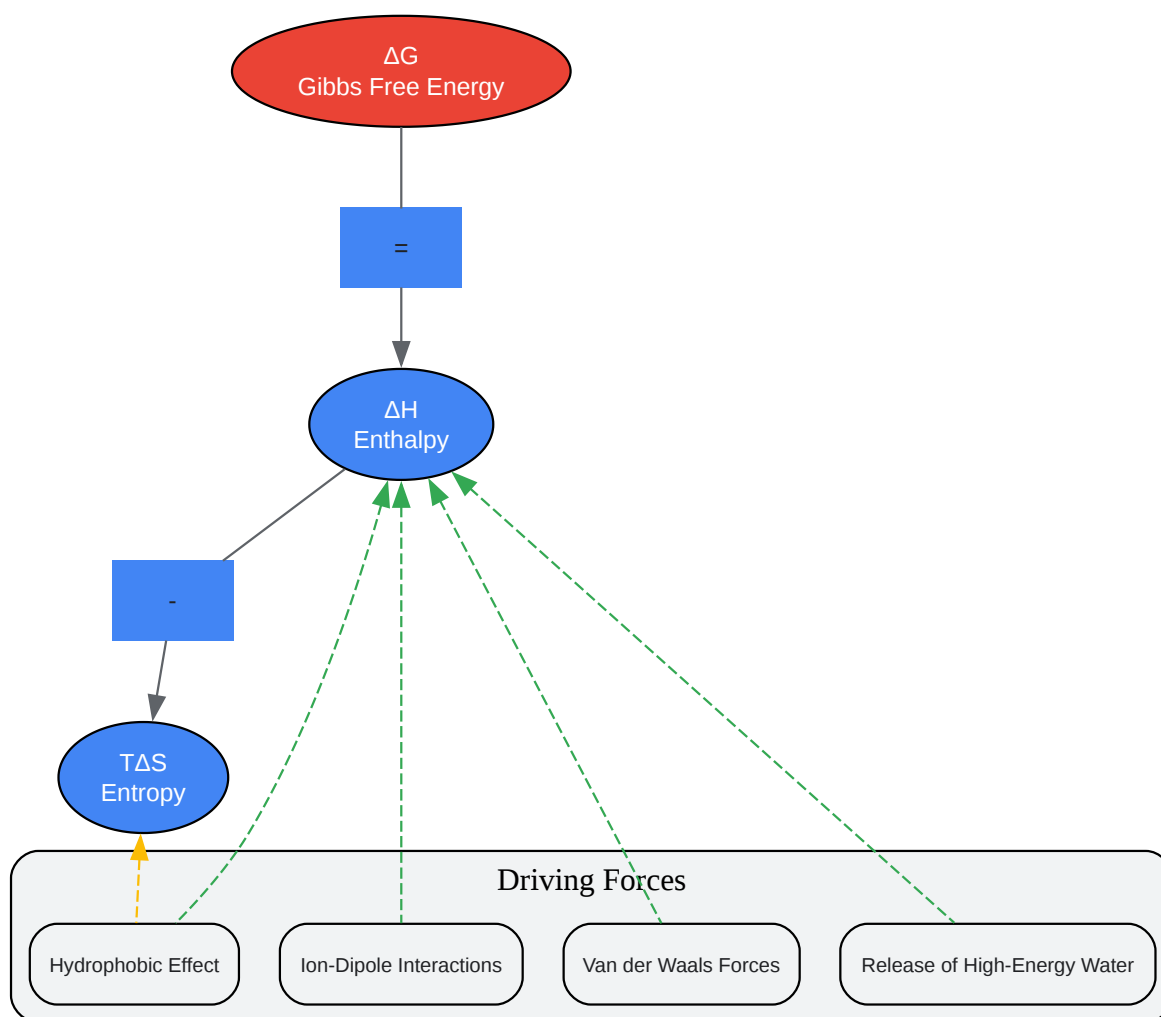 ΔG
Gibbs Free Energy
=
ΔH
Enthalpy
-
TΔS
Entropy
Driving Forces
Hydrophobic Effect
Ion-Dipole Interactions
Van der Waals Forces
Release of High-Energy Water